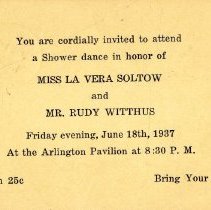 You are cordially invited to attend
a Shower dance in honor of
MISS LA VERA SOLTOW
and
MR. RUDY WITTHUS
Friday evening, June 18th, 1937
At the Arlington Pavilion at 8:30 P. M.
25c Bring Your